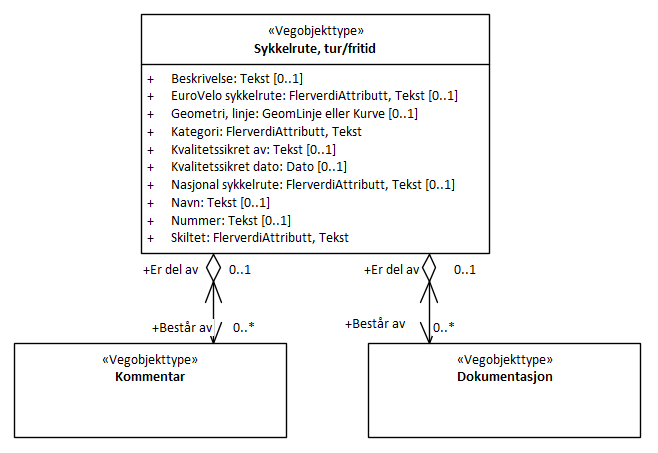 «Vegobjekttype»
Sykkelrute, tur/fritid
+ Beskrivelse: Tekst [0..1]
+ EuroVelo sykkelrute: FlerverdiAttributt, Tekst [0..1]
+ Geometri, linje: GeomLinje eller Kurve [0..1]
+ Kategori: FlerverdiAttributt, Tekst
+ Kvalitetssikret av: Tekst [0..1]
+ Kvalitetssikret dato: Dato [0..1]
+ Nasjonal sykkelrute: FlerverdiAttributt, Tekst [0..1]
+ Navn: Tekst [0..1]
+ Nummer: Tekst [0..1]
+ Skiltet: FlerverdiAttributt, Tekst
+Er del av 0..1 +Er del av 0..1
+Består av 0..* +Består av 0..*
«Vegobjekttype» «Vegobjekttype»
Kommentar Dokumentasjon